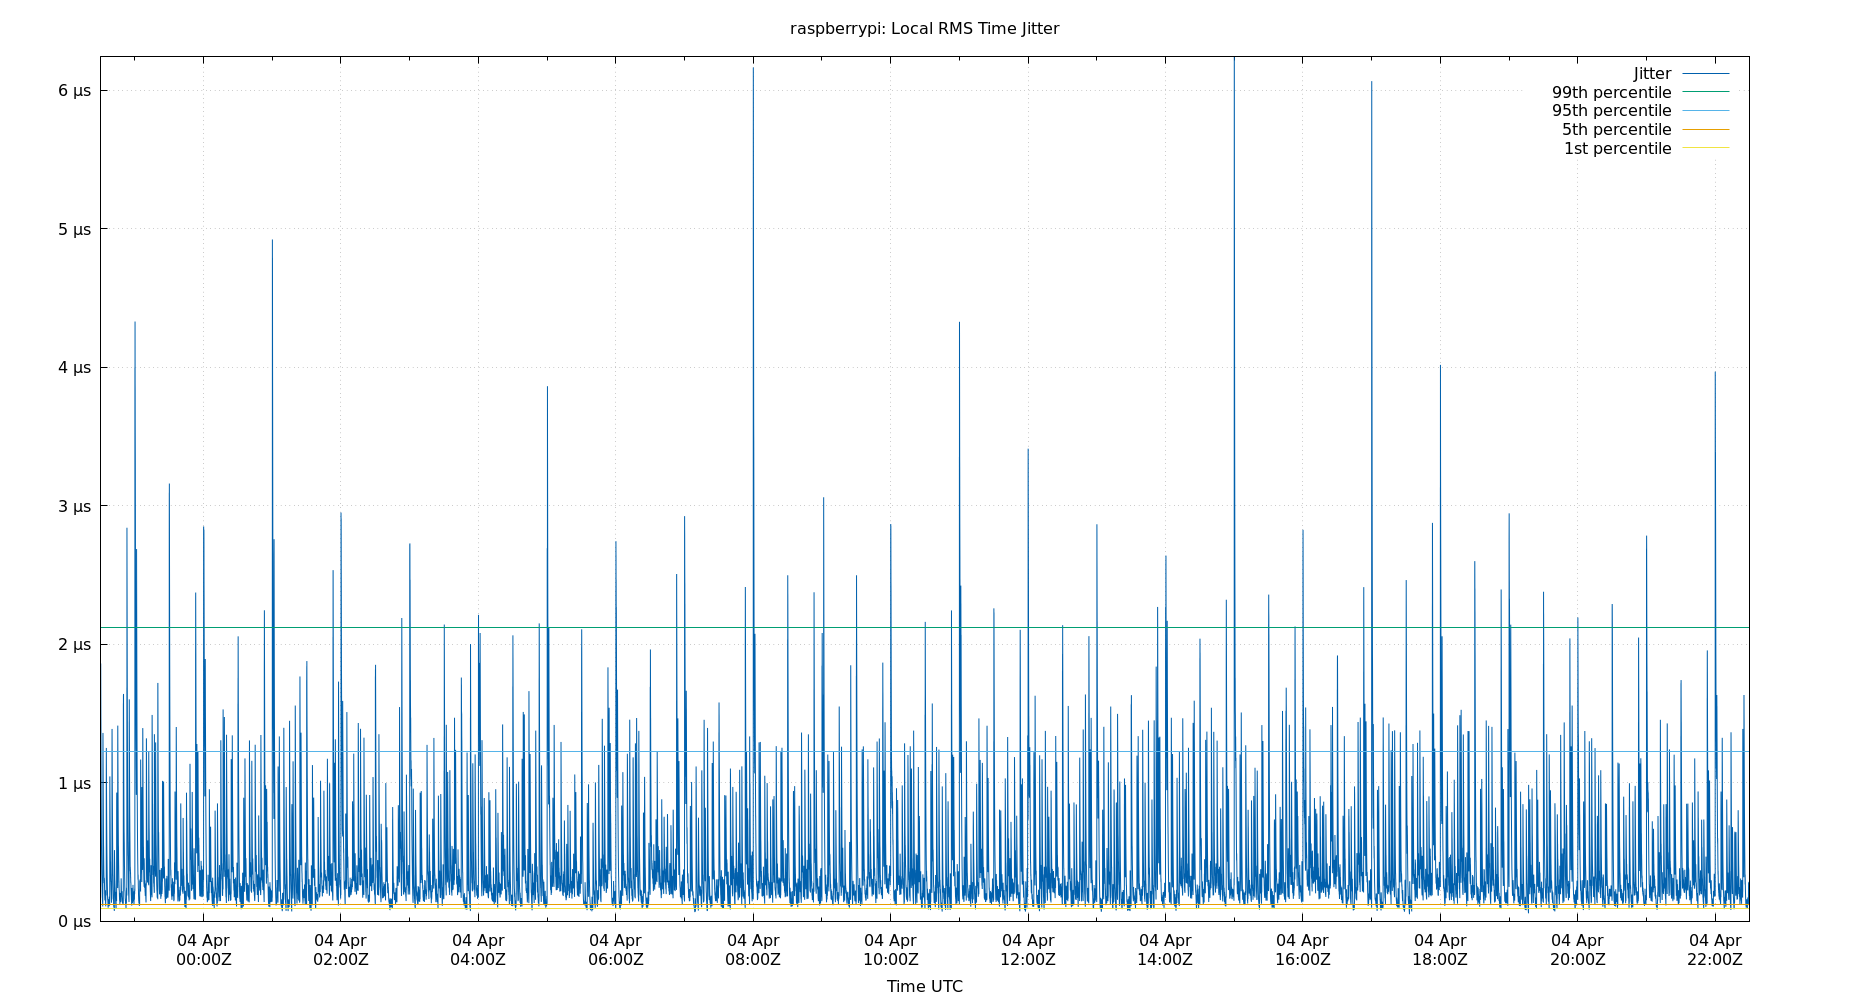 raspberrypi: Local RMS Time Jitter
Jitter
99th percentile
95th percentile
5th percentile
1st percentile
6 µs
5 µs
4 µs
3 µs
2 µs
1 µs
0 µs
04 Apr 04 Apr 04 Apr 04 Apr 04 Apr 04 Apr 04 Apr 04 Apr 04 Apr 04 Apr 04 Apr 04 Apr
00:00Z 02:00Z 04:00Z 06:00Z 08:00Z 10:00Z 12:00Z 14:00Z 16:00Z 18:00Z 20:00Z 22:00Z
Time UTC